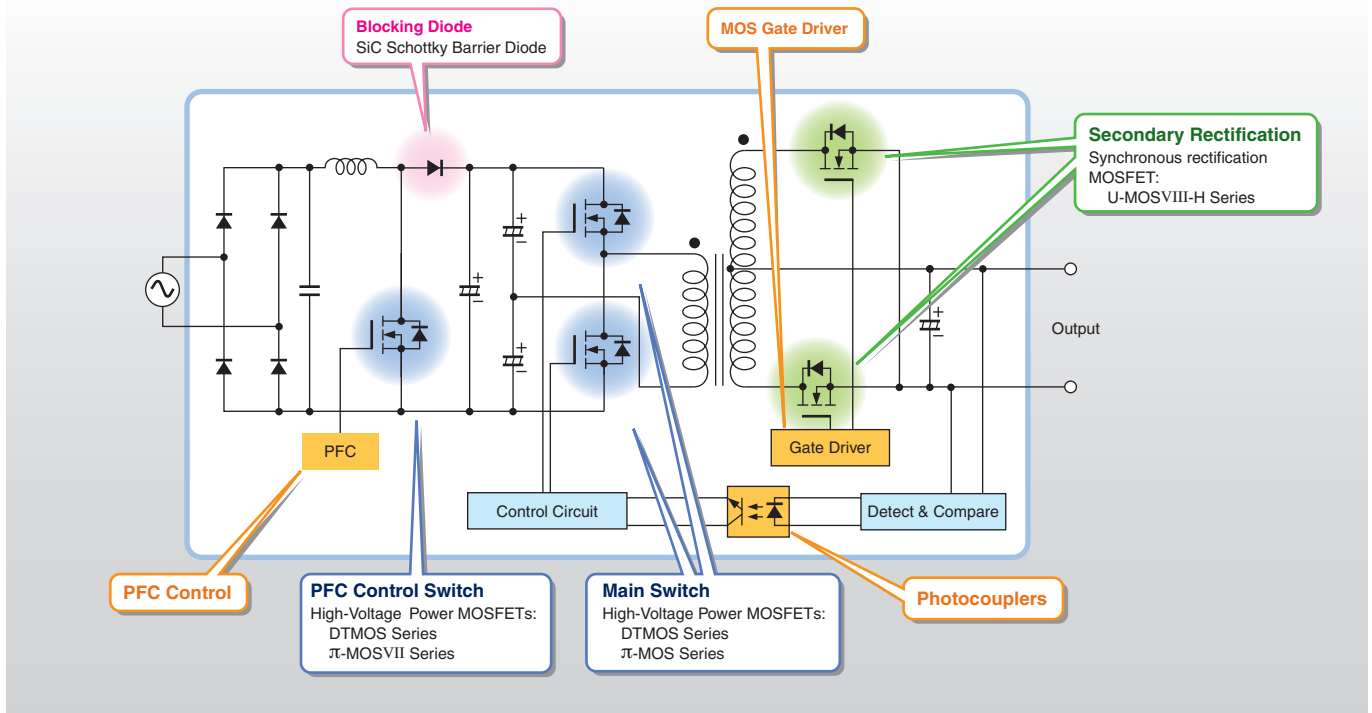 Blocking Diode
SiC Schottky Barrier Diode
MOS Gate Driver
Secondary Rectification
Synchronous rectification
MOSFET:
U-MOSVIII-H Series
+
+
+
+
Output
PFC
Gate Driver
Control Circuit
Detect & Compare
PFC Control
PFC Control Switch
High-Voltage Power MOSFETs:
DTMOS Series
π-MOSVII Series
Main Switch
High-Voltage Power MOSFETs:
DTMOS Series
π-MOS Series
Photocouplers